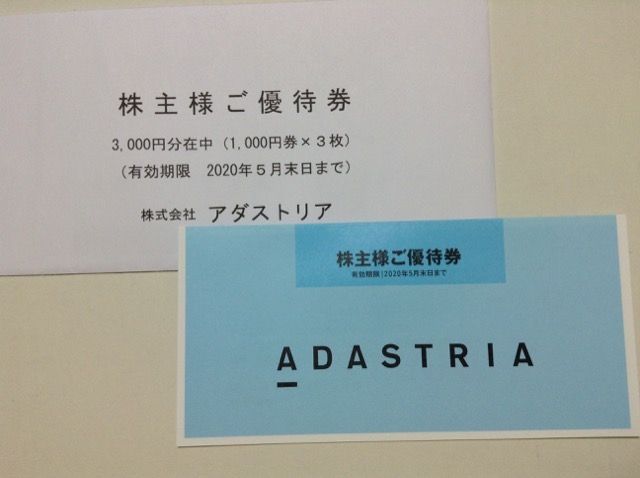 株主様ご優待券
3,000円分在中（1,000円券×３枚）
（有効期限　2020年５月末日まで）
株式会社 アダストリア
株主様ご優待券
有効期限|2020年5月末日まで
ADASTRIA